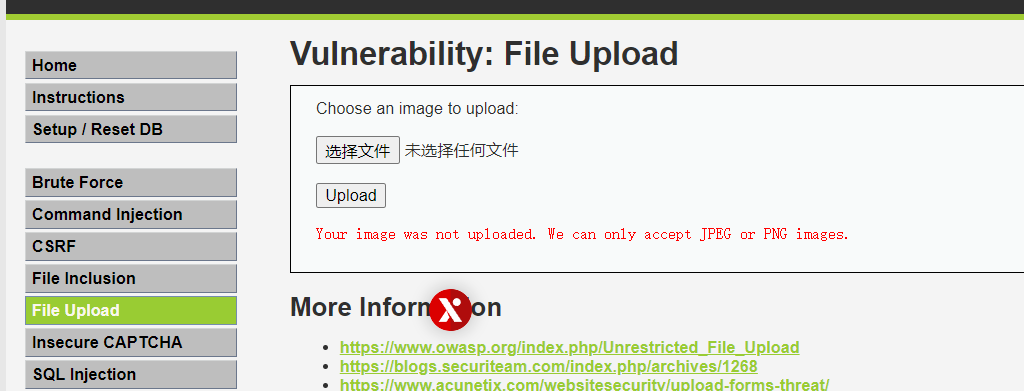 Home
Instructions
Setup / Reset DB
Brute Force
Command Injection
CSRF
File Inclusion
File Upload
Insecure CAPTCHA
SQL Injection
Vulnerability: File Upload
Choose an image to upload:
选择文件 未选择任何文件
Upload
Your image was not uploaded. We can only accept JPEG or PNG images.
More Inform on
https://www.owasp.org/index.php/Unrestricted_File_Upload
https://blogs.securiteam.com/index.php/archives/1268
https://www.acunetix.com/websitesecurity/upload-forms-threat/